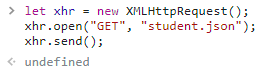 > let xhr = new XMLHttpRequest();
xhr.open("GET", "student.json");
xhr.send();
< undefined